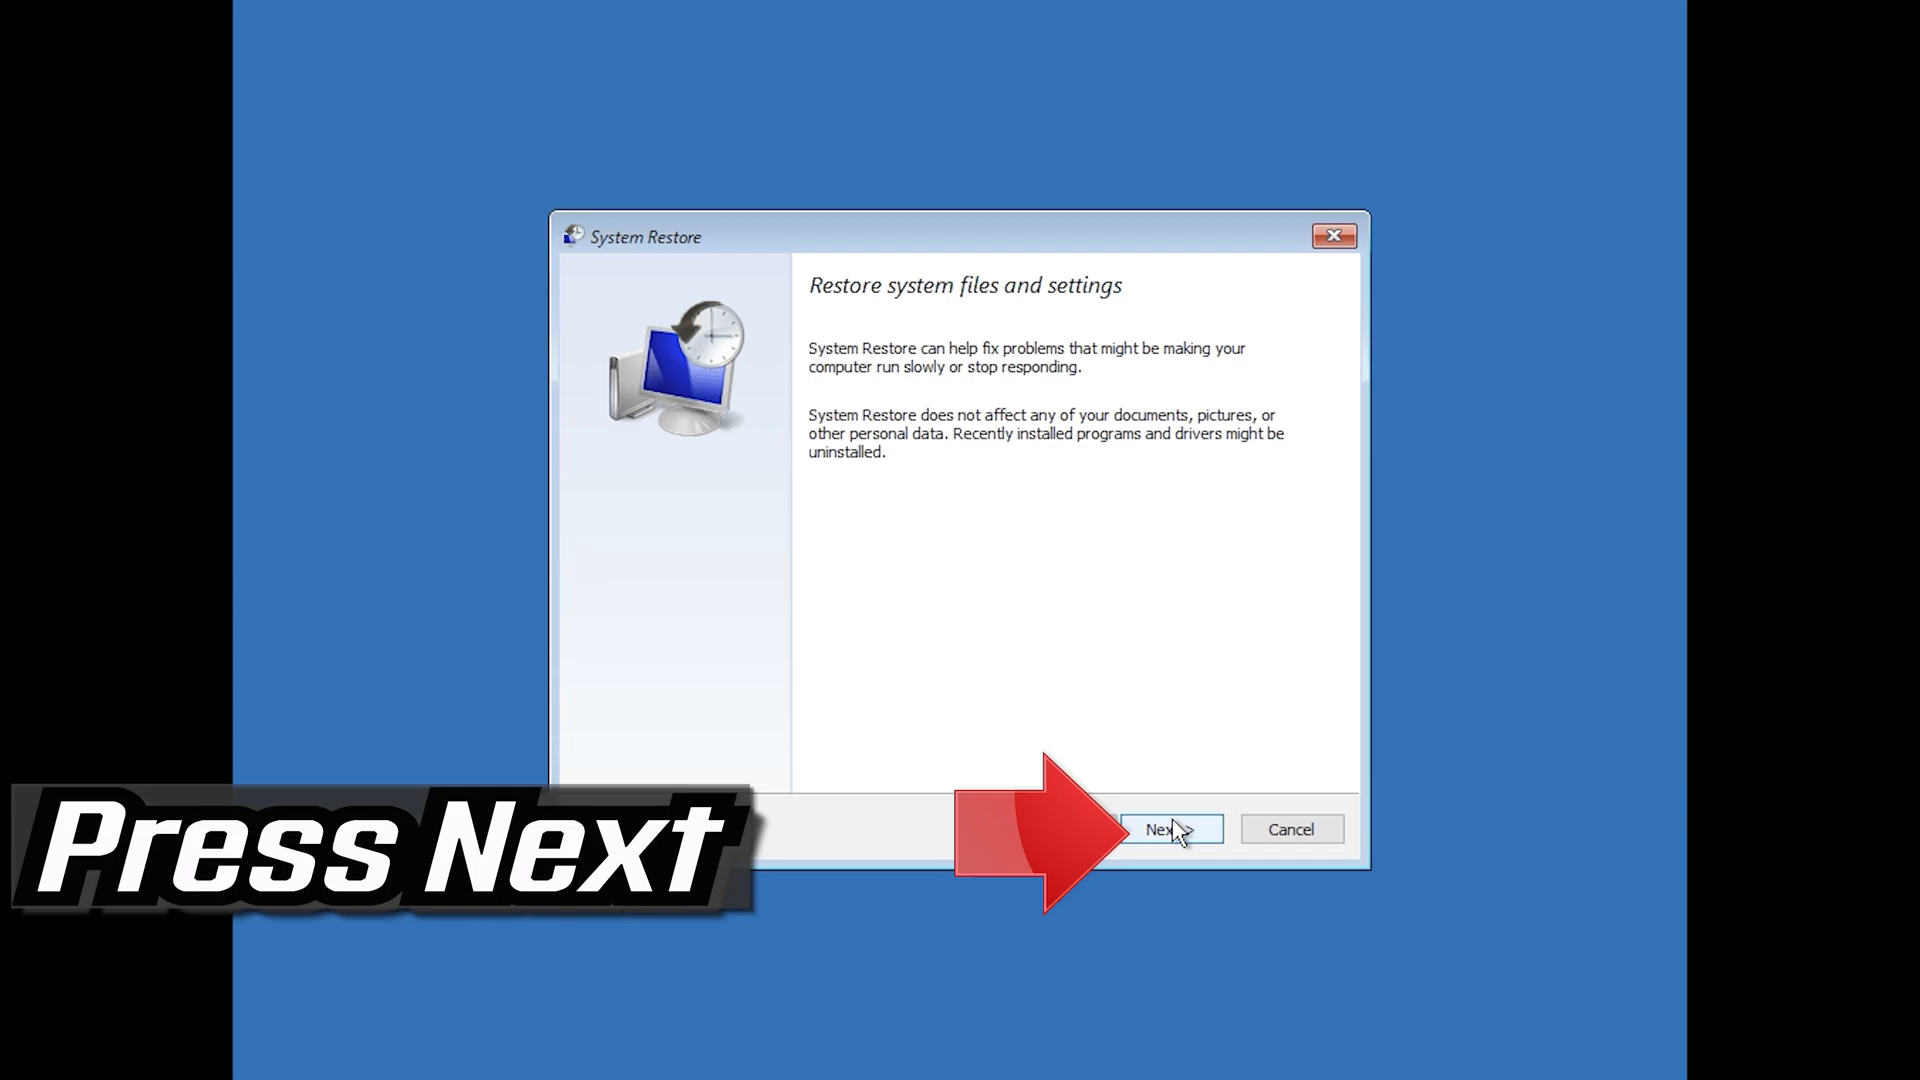 System Restore
Restore system files and settings
System Restore can help fix problems that might be making your
computer run slowly or stop responding.
System Restore does not affect any of your documents, pictures, or
other personal data. Recently installed programs and drivers might be
uninstalled.
Press Next
Next >
Cancel